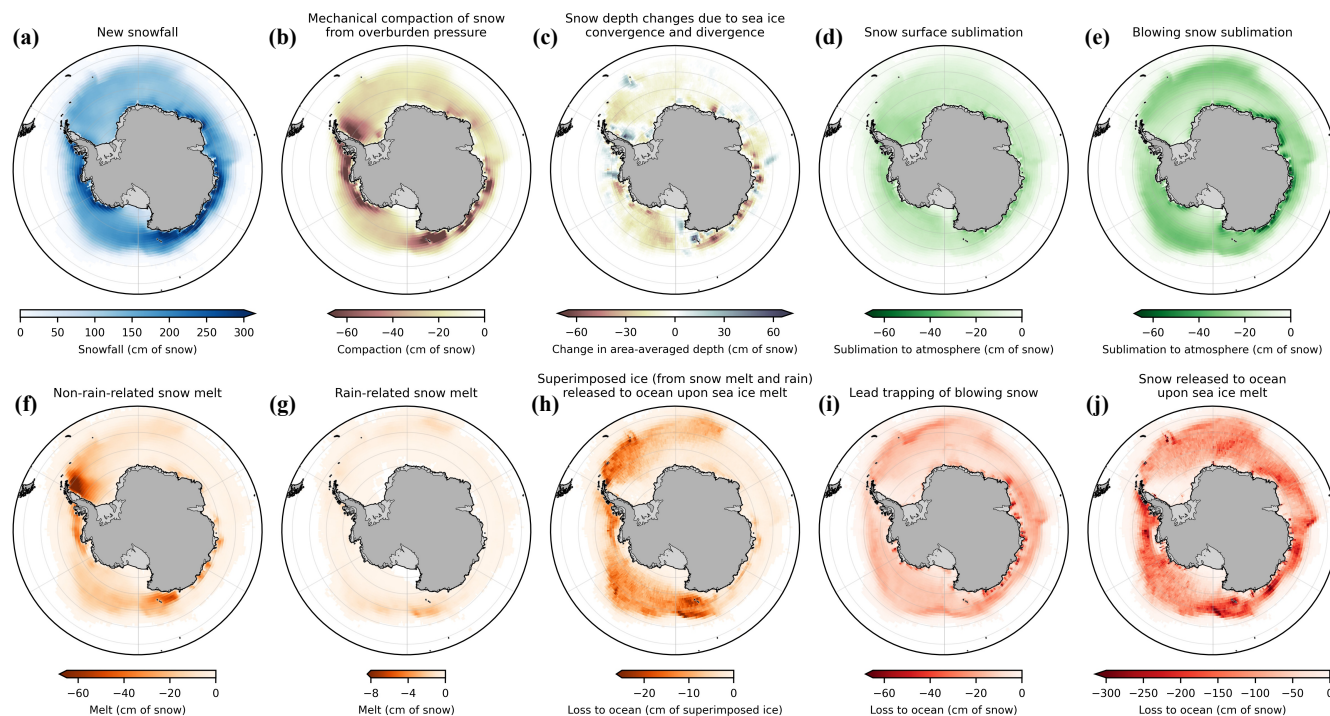 (a)
New snowfall
(b)
Mechanical compaction of snow
from overburden pressure
(c)
Snow depth changes due to sea ice
convergence and divergence
(d)
Snow surface sublimation
(e)
Blowing snow sublimation
0 50 100 150 200 250 300
Snowfall (cm of snow)
−60 −40 −20 0
Compaction (cm of snow)
−60 −30 0 30 60
Change in area-averaged depth (cm of snow)
−60 −40 −20 0
Sublimation to atmosphere (cm of snow)
−60 −40 −20 0
Sublimation to atmosphere (cm of snow)
(f)
Non-rain-related snow melt
(g)
Rain-related snow melt
(h)
Superimposed ice (from snow melt and rain)
released to ocean upon sea ice melt
(i)
Lead trapping of blowing snow
(j)
Snow released to ocean
upon sea ice melt
−60 −40 −20 0
Melt (cm of snow)
−8 −4 0
Melt (cm of snow)
−20 0
Loss to ocean (cm of superimposed ice)
−60 −40 −20 0
Loss to ocean (cm of snow)
−300 −250 −200 −150 −100 −50 0
Loss to ocean (cm of snow)